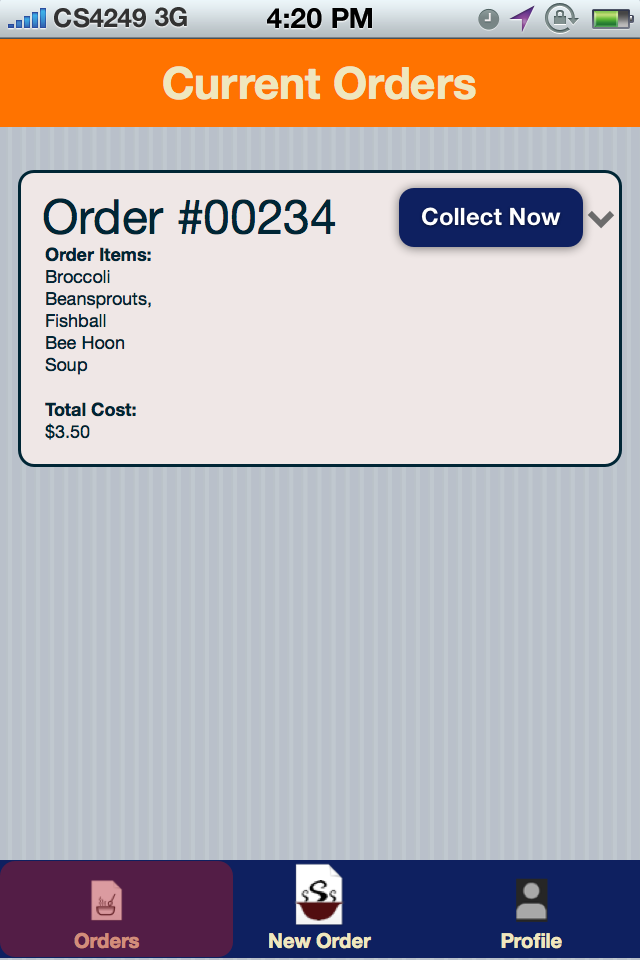 CS4249 3G 4:20 PM
Current Orders
Order #00234 Collect Now
Order Items:
Broccoli
Beansprouts,
Fishball
Bee Hoon
Soup
Total Cost:
$3.50
Orders New Order Profile